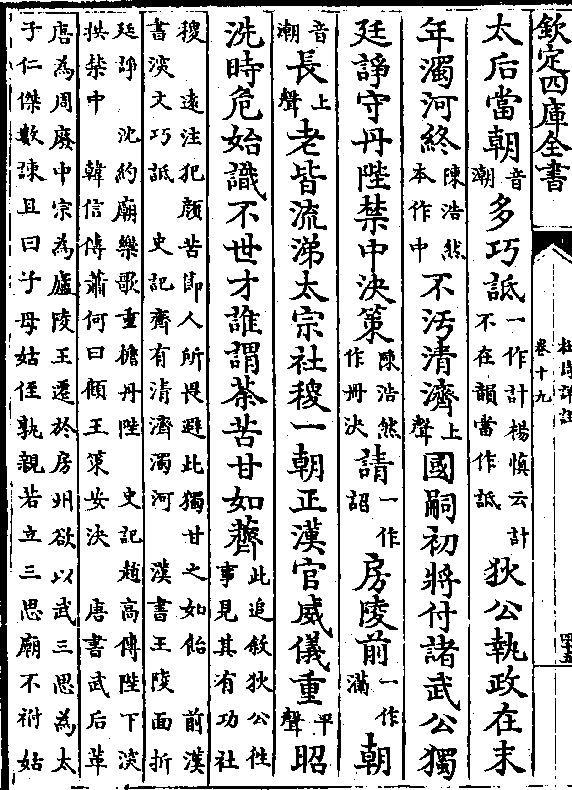 欽定四庫全書
杜詩詳註
卷十九
太后當朝音潮多巧詆一作計楊慎云計不在韻當作詆狄公執政在末
年濁河終陳浩然本作中不汚清濟上聲國嗣初將付諸武公獨
廷諍守丹陛禁中決策陳浩然作册決請一作詔房陵前一作滿朝
音潮長上聲老皆流涕太宗社稷一朝正漢官威儀重平聲昭
洗時危始識不世才誰謂荼苦甘如薺此追敘狄公徃事見其有功社
稷 遠注犯顔苦節人所畏避此獨甘之如飴 前漢
書深文巧詆 史記齊有清濟濁河 漢書王陵面折
廷諍 沈約廟樂歌重檐丹陛 史記趙高傳陛下深
拱禁中 韓信傳蕭何曰顧王策安決 唐書武后革
唐為周廢中宗為廬陵王遷於房州欲以武三思為太
子仁傑數諫且曰子母姑侄孰親若立三思廟不祔姑